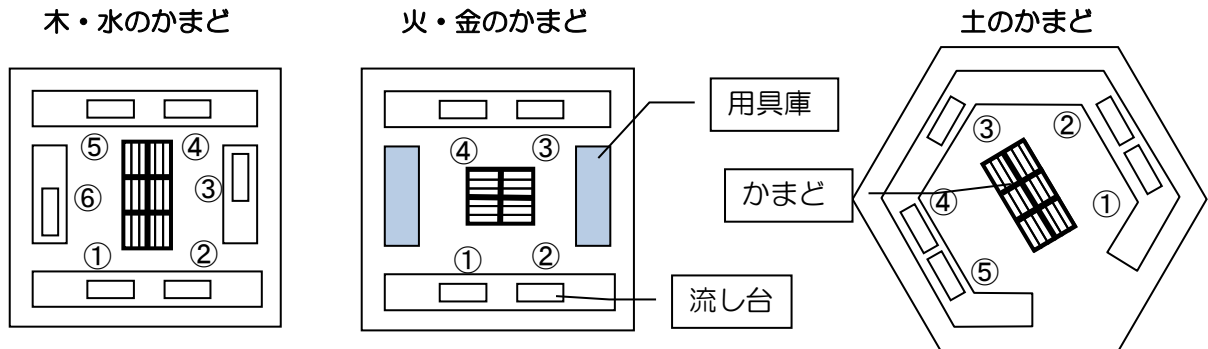 木・水のかまど
火・金のかまど
土のかまど
用具庫
かまど
流し台
⑤ ④
⑥ ③
① ②
④ ③
① ②
③ ②
④ ①
⑤